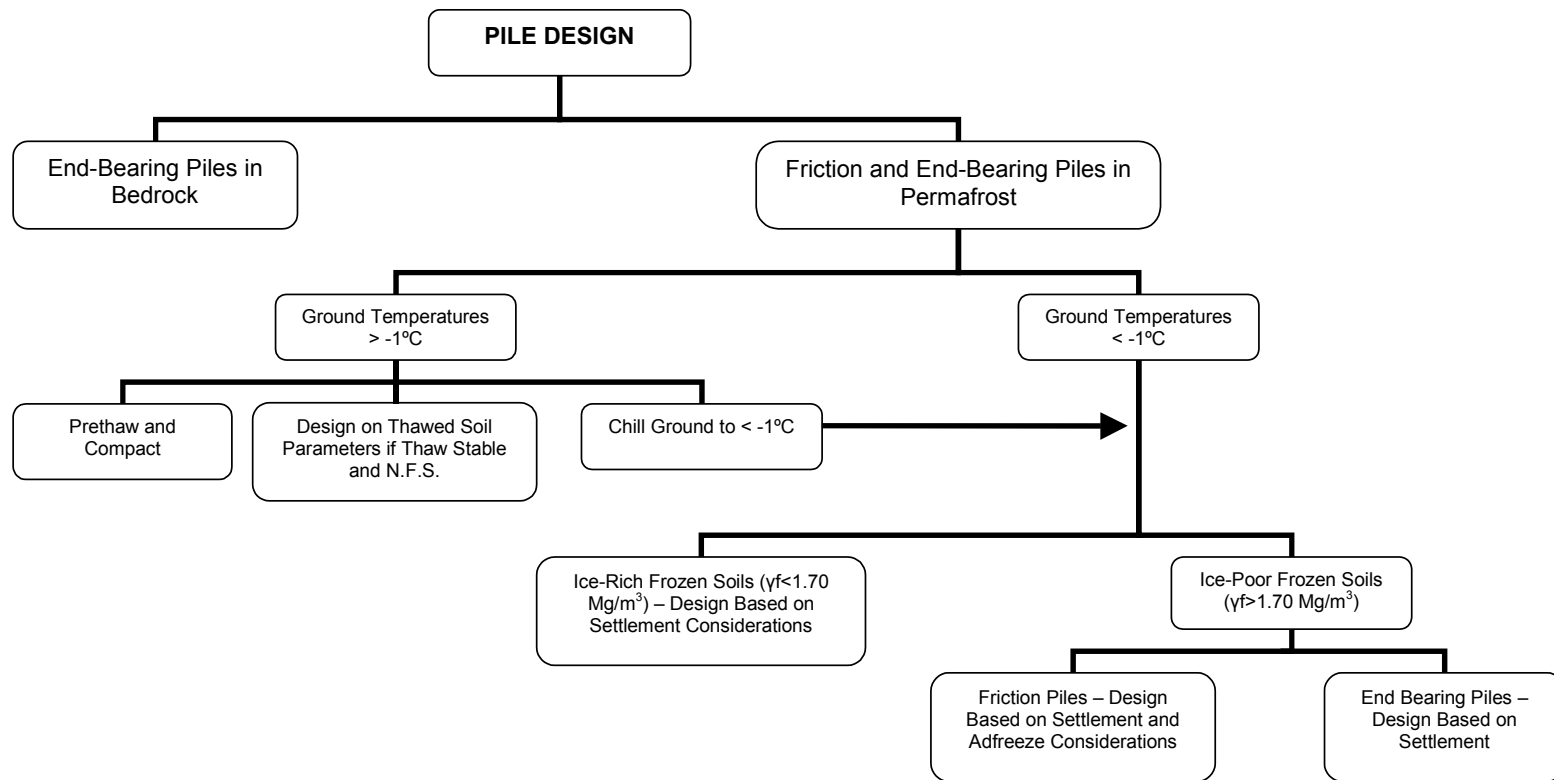 PILE DESIGN
End-Bearing Piles in
Bedrock
Friction and End-Bearing Piles in
Permafrost
Ground Temperatures
> -1ºC
Ground Temperatures
< -1ºC
Prethaw and
Compact
Design on Thawed Soil
Parameters if Thaw Stable
and N.F.S.
Chill Ground to < -1ºC
Ice-Rich Frozen Soils (γf<1.70
Mg/m³) – Design Based on
Settlement Considerations
Ice-Poor Frozen Soils
(γf>1.70 Mg/m³)
Friction Piles – Design
Based on Settlement and
Adfreeze Considerations
End Bearing Piles –
Design Based on
Settlement